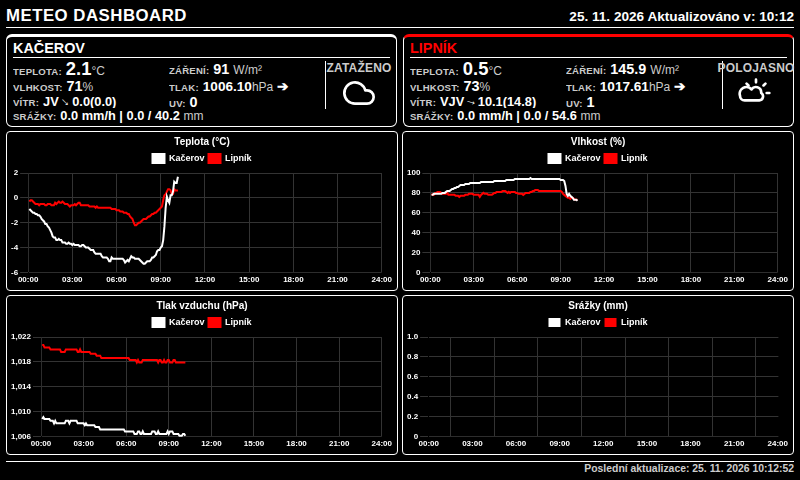 METEO DASHBOARD
25. 11. 2026 Aktualizováno v: 10:12
KAČEROV
TEPLOTA: 2.1°C
ZÁŘENÍ: 91 W/m²
ZATAŽENO
VLHKOST: 71%
TLAK: 1006.10hPa ➔
VÍTR: JV → 0.0(0.0)
UV: 0
SRÁŽKY: 0.0 mm/h | 0.0 / 40.2 mm
LIPNÍK
TEPLOTA: 0.5°C
ZÁŘENÍ: 145.9 W/m²
POLOJASNO
VLHKOST: 73%
TLAK: 1017.61hPa ➔
VÍTR: VJV → 10.1(14.8)
UV: 1
SRÁŽKY: 0.0 mm/h | 0.0 / 54.6 mm
Teplota (°C)
Kačerov Lipník
2
0
-2
-4
-6
00:00 03:00 06:00 09:00 12:00 15:00 18:00 21:00 24:00
Vlhkost (%)
Kačerov Lipník
100
80
60
40
20
0
00:00 03:00 06:00 09:00 12:00 15:00 18:00 21:00 24:00
Tlak vzduchu (hPa)
Kačerov Lipník
1,022
1,018
1,014
1,010
1,006
00:00 03:00 06:00 09:00 12:00 15:00 18:00 21:00 24:00
Srážky (mm)
Kačerov Lipník
1.0
0.8
0.6
0.4
0.2
0
00:00 03:00 06:00 09:00 12:00 15:00 18:00 21:00 24:00
Poslední aktualizace: 25. 11. 2026 10:12:52